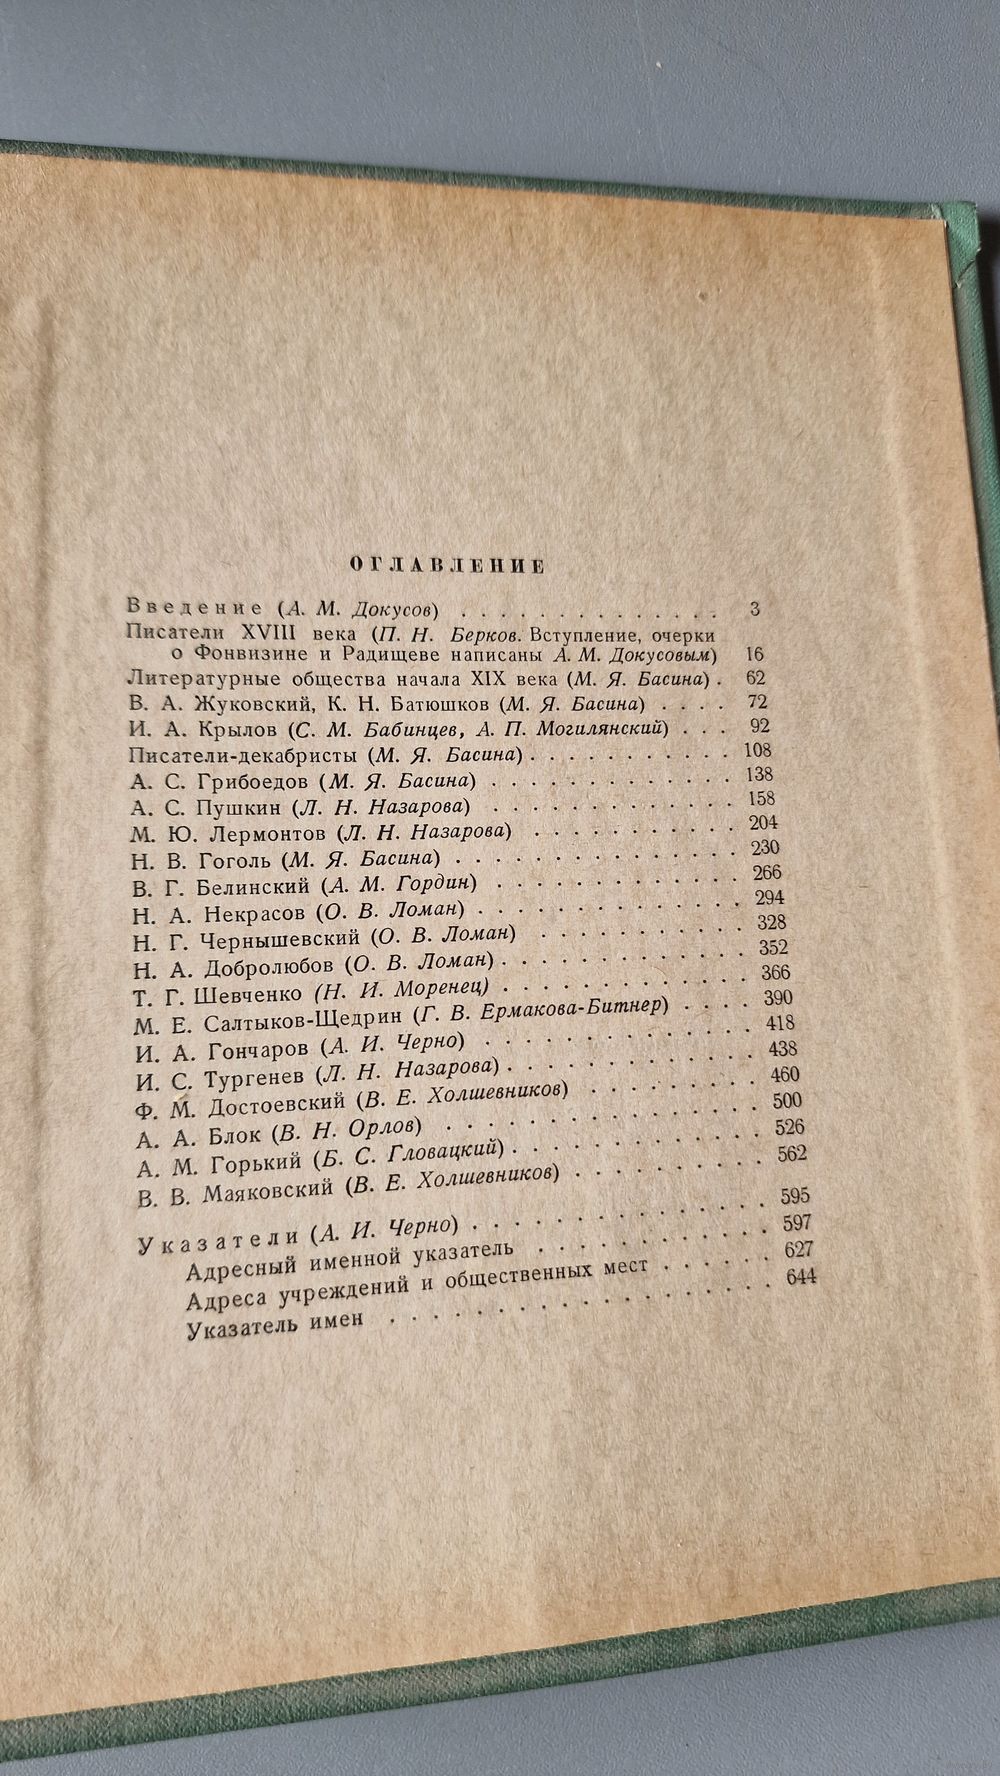 ОГЛАВЛЕНИЕ
Введение (А. М. Докусов) . . . . . . . . . . . . . . 3
Писатели XVIII века (П. Н. Берков. Вступление, очерки
о Фонвизине и Радищеве написаны А. М. Докусовым) 16
Литературные общества начала XIX века (М. Я. Басина) . 62
В. А. Жуковский, К. Н. Батюшков (М. Я. Басина) . . . . 72
И. А. Крылов (С. М. Бабинцев, А. П. Могилянский) . . . 92
Писатели-декабристы (М. Я. Басина) . . . . . . . . . . . 108
А. С. Грибоедов (М. Я. Басина) . . . . . . . . . . . . 138
А. С. Пушкин (Л. Н. Назарова) . . . . . . . . . . . . 158
М. Ю. Лермонтов (Л. Н. Назарова) . . . . . . . . . . 204
Н. В. Гоголь (М. Я. Басина) . . . . . . . . . . . . . 230
В. Г. Белинский (А. М. Гордин) . . . . . . . . . . . . 266
Н. А. Некрасов (О. В. Ломан) . . . . . . . . . . . . . 294
Н. Г. Чернышевский (О. В. Ломан) . . . . . . . . . . 328
Н. А. Добролюбов (О. В. Ломан) . . . . . . . . . . . . 352
Т. Г. Шевченко (Н. И. Моренец) . . . . . . . . . . . . 366
М. Е. Салтыков-Щедрин (Г. В. Ермакова-Битнер) . . . . 390
И. А. Гончаров (А. И. Черно) . . . . . . . . . . . . . 418
И. С. Тургенев (Л. Н. Назарова) . . . . . . . . . . . . 438
Ф. М. Достоевский (В. Е. Холшевников) . . . . . . . . 460
А. А. Блок (В. Н. Орлов) . . . . . . . . . . . . . . . 500
А. М. Горький (Б. С. Гловацкий) . . . . . . . . . . . . 526
В. В. Маяковский (В. Е. Холшевников) . . . . . . . . . 562
Указатели (А. И. Черно) . . . . . . . . . . . . . . . 595
Адресный именной указатель . . . . . . . . . . . . 597
Адреса учреждений и общественных мест . . . . . . 627
Указатель имен . . . . . . . . . . . . . . . . . . 644